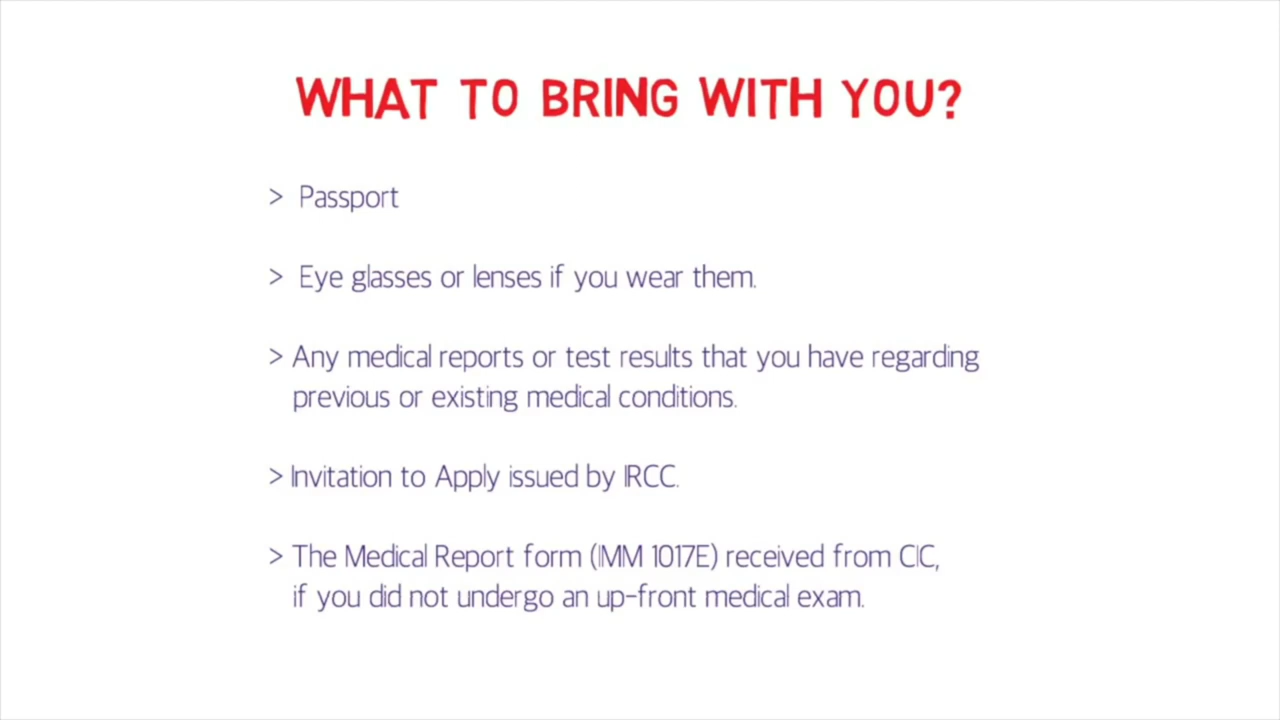 WHAT TO BRING WITH YOU?
> Passport
> Eye glasses or lenses if you wear them.
> Any medical reports or test results that you have regarding
previous or existing medical conditions.
> Invitation to Apply issued by IRCC.
> The Medical Report form (IMM 1017E) received from CIC,
if you did not undergo an up-front medical exam.